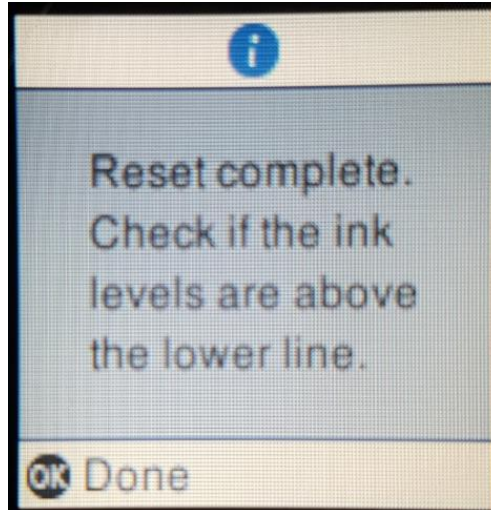 i
Reset complete.
Check if the ink
levels are above
the lower line.
OK Done